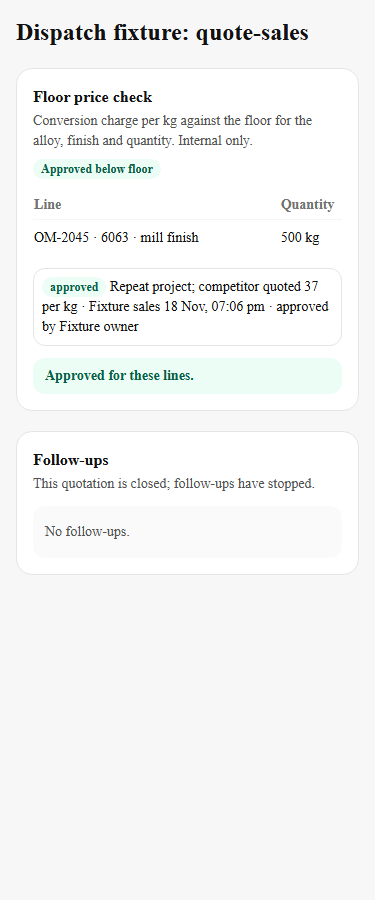 Dispatch fixture: quote-sales
Floor price check
Conversion charge per kg against the floor for the
alloy, finish and quantity. Internal only.
Approved below floor
Line Quantity
OM-2045 · 6063 · mill finish 500 kg
approved Repeat project; competitor quoted 37
per kg · Fixture sales 18 Nov, 07:06 pm · approved
by Fixture owner
Approved for these lines.
Follow-ups
This quotation is closed; follow-ups have stopped.
No follow-ups.